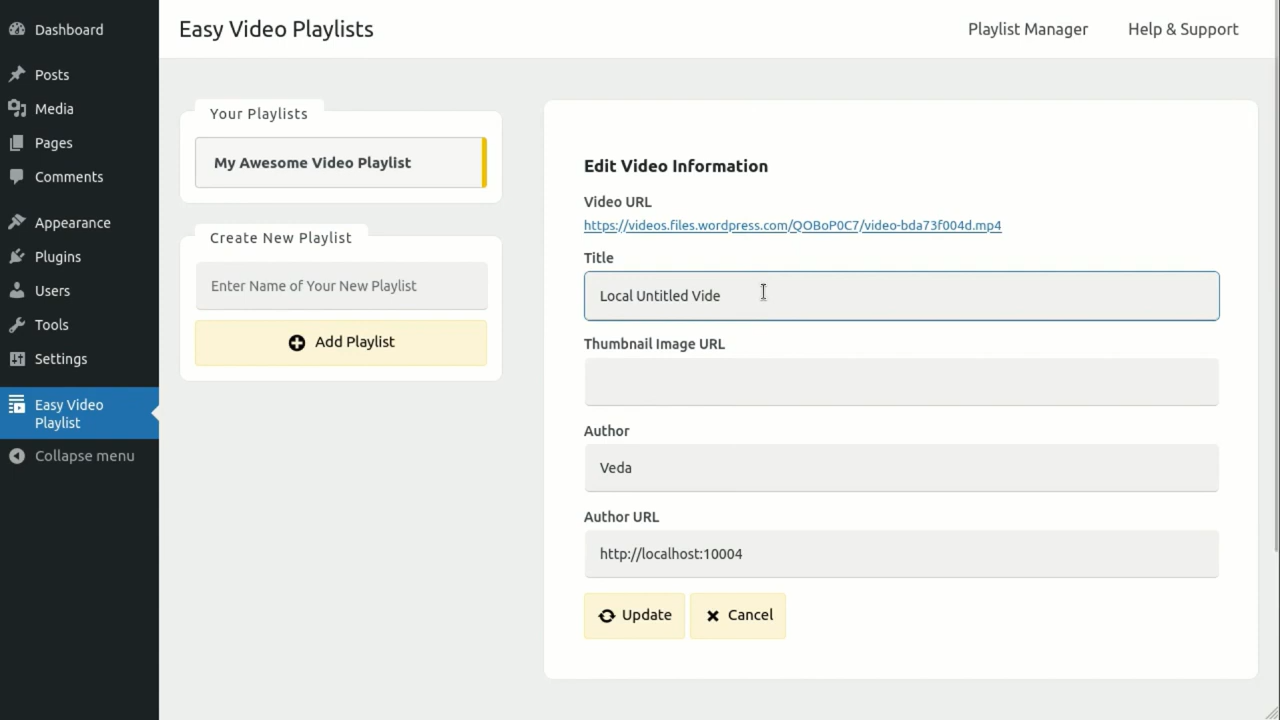 Dashboard
Posts
Media
Pages
Comments
Appearance
Plugins
Users
Tools
Settings
Easy Video
Playlist
Collapse menu
Easy Video Playlists
Playlist Manager
Help & Support
Your Playlists
My Awesome Video Playlist
Create New Playlist
Enter Name of Your New Playlist
Add Playlist
Edit Video Information
Video URL
https://videos.files.wordpress.com/QOBoP0C7/video-bda73f004d.mp4
Title
Local Untitled Vide
Thumbnail Image URL
Author
Veda
Author URL
http://localhost:10004
Update
Cancel